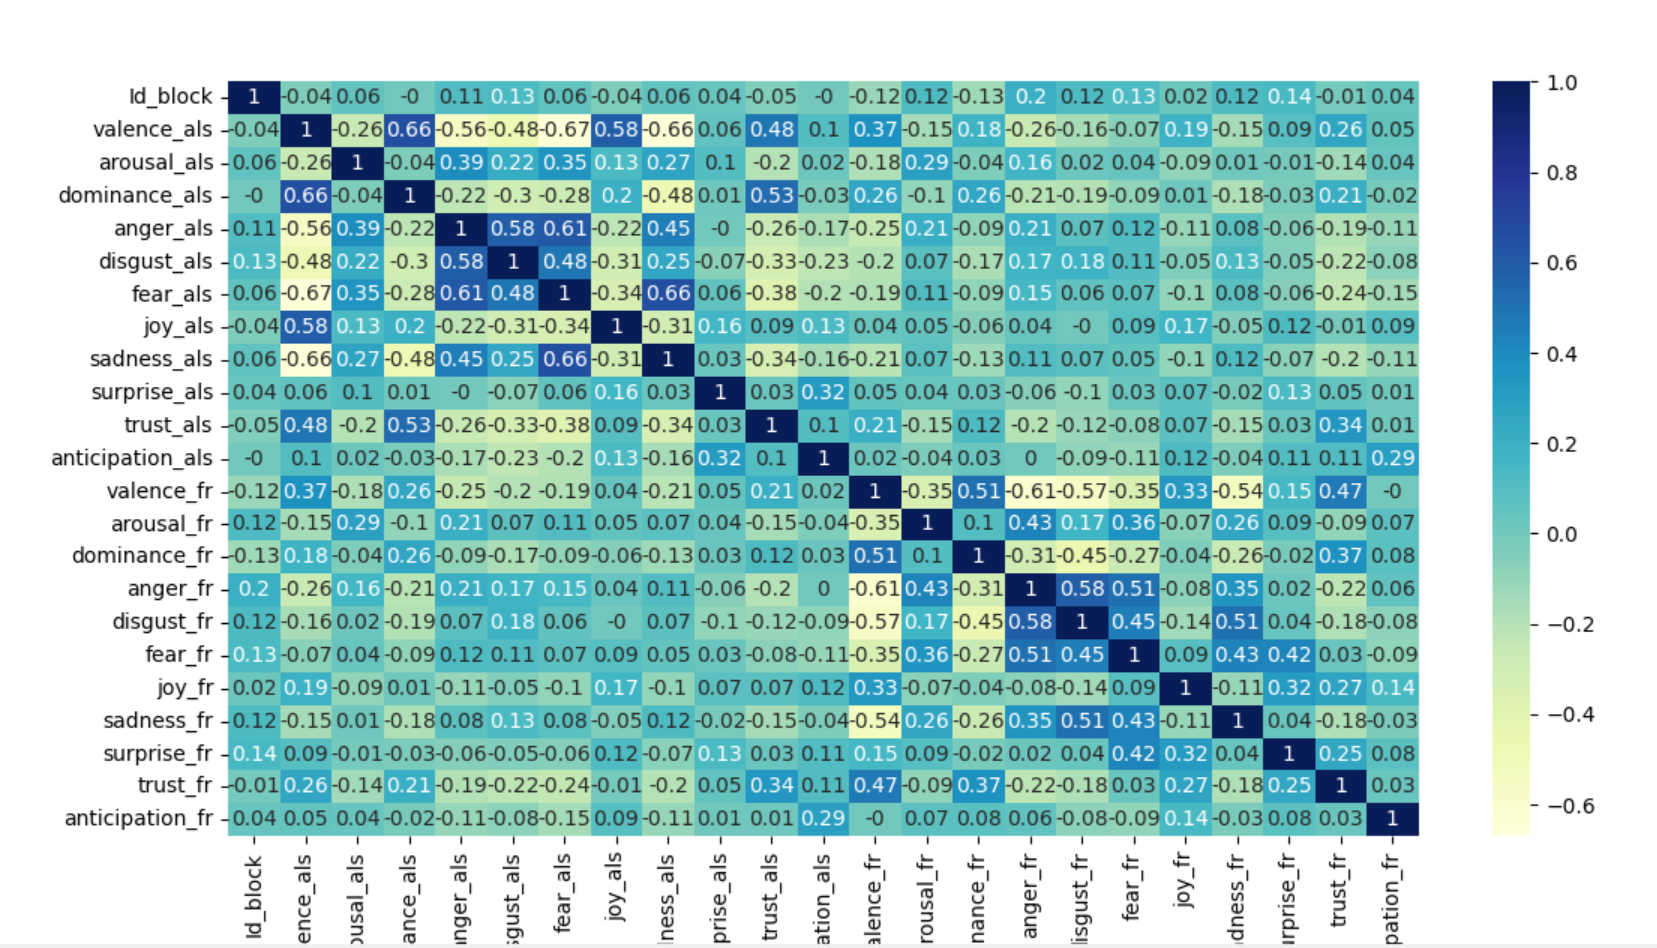 Id_block 1 -0.04 0.06 -0 0.11 0.13 0.06 -0.04 0.06 0.04 -0.05 -0 -0.12 0.12 -0.13 0.2 0.12 0.13 0.02 0.12 0.14 -0.01 0.04
valence_als -0.04 1 -0.26 0.66 -0.56 -0.48 -0.67 0.58 -0.66 0.06 0.48 0.1 0.37 -0.15 0.18 -0.26 -0.16 -0.07 0.19 -0.15 0.09 0.26 0.05
arousal_als 0.06 -0.26 1 -0.04 0.39 0.22 0.35 0.13 0.27 0.1 -0.2 0.02 -0.18 0.29 -0.04 0.16 0.02 0.04 -0.09 0.01 -0.01 -0.14 0.04
dominance_als -0 0.66 -0.04 1 -0.22 -0.3 -0.28 0.2 -0.48 0.01 0.53 -0.03 0.26 -0.1 0.26 -0.21 -0.19 -0.09 0.01 -0.18 -0.03 0.21 -0.02
anger_als 0.11 -0.56 0.39 -0.22 1 0.58 0.61 -0.22 0.45 -0 -0.26 -0.17 -0.25 0.21 -0.09 0.21 0.07 0.12 -0.11 0.08 -0.06 -0.19 -0.11
disgust_als 0.13 -0.48 0.22 -0.3 0.58 1 0.48 -0.31 0.25 -0.07 -0.33 -0.23 -0.2 0.07 -0.17 0.17 0.18 0.11 -0.05 0.13 -0.05 -0.22 -0.08
fear_als 0.06 -0.67 0.35 -0.28 0.61 0.48 1 -0.34 0.66 0.06 -0.38 -0.2 -0.19 0.11 -0.09 0.15 0.06 0.07 -0.1 0.08 -0.06 -0.24 -0.15
joy_als -0.04 0.58 0.13 0.2 -0.22 -0.31 -0.34 1 -0.31 0.16 0.09 0.13 0.04 0.05 -0.06 0.04 -0 0.09 0.17 -0.05 0.12 -0.01 0.09
sadness_als 0.06 -0.66 0.27 -0.48 0.45 0.25 0.66 -0.31 1 0.03 -0.34 -0.16 -0.21 0.07 -0.13 0.11 0.07 0.05 -0.1 0.12 -0.07 -0.2 -0.11
surprise_als 0.04 0.06 0.1 0.01 -0 -0.07 0.06 0.16 0.03 1 0.03 0.32 0.05 0.04 0.03 -0.06 -0.1 0.03 0.07 -0.02 0.13 0.05 0.01
trust_als -0.05 0.48 -0.2 0.53 -0.26 -0.33 -0.38 0.09 -0.34 0.03 1 0.1 0.21 -0.15 0.12 -0.2 -0.12 -0.08 0.07 -0.15 0.03 0.34 0.01
anticipation_als -0 0.1 0.02 -0.03 -0.17 -0.23 -0.2 0.13 -0.16 0.32 0.1 1 0.02 -0.04 0.03 0 -0.09 -0.11 0.12 -0.04 0.11 0.11 0.29
valence_fr -0.12 0.37 -0.18 0.26 -0.25 -0.2 -0.19 0.04 -0.21 0.05 0.21 0.02 1 -0.35 0.51 -0.61 -0.57 -0.35 0.33 -0.54 0.15 0.47 -0
arousal_fr 0.12 -0.15 0.29 -0.1 0.21 0.07 0.11 0.05 0.07 0.04 -0.15 -0.04 -0.35 1 0.1 0.43 0.17 0.36 -0.07 0.26 0.09 -0.09 0.07
dominance_fr -0.13 0.18 -0.04 0.26 -0.09 -0.17 -0.09 -0.06 -0.13 0.03 0.12 0.03 0.51 0.1 1 -0.31 -0.45 -0.27 -0.04 -0.26 -0.02 0.37 0.08
anger_fr 0.2 -0.26 0.16 -0.21 0.21 0.17 0.15 0.04 0.11 -0.06 -0.2 0 -0.61 0.43 -0.31 1 0.58 0.51 -0.08 0.35 0.02 -0.22 0.06
disgust_fr 0.12 -0.16 0.02 -0.19 0.07 0.18 0.06 -0 0.07 -0.1 -0.12 -0.09 -0.57 0.17 -0.45 0.58 1 0.45 -0.14 0.51 0.04 -0.18 -0.08
fear_fr 0.13 -0.07 0.04 -0.09 0.12 0.11 0.07 0.09 0.05 0.03 -0.08 -0.11 -0.35 0.36 -0.27 0.51 0.45 1 0.09 0.43 0.42 0.03 -0.09
joy_fr 0.02 0.19 -0.09 0.01 -0.11 -0.05 -0.1 0.17 -0.1 0.07 0.07 0.12 0.33 -0.07 -0.04 -0.08 -0.14 0.09 1 -0.11 0.32 0.27 0.14
sadness_fr 0.12 -0.15 0.01 -0.18 0.08 0.13 0.08 -0.05 0.12 -0.02 -0.15 -0.04 -0.54 0.26 -0.26 0.35 0.51 0.43 -0.11 1 0.04 -0.18 -0.03
surprise_fr 0.14 0.09 -0.01 -0.03 -0.06 -0.05 -0.06 0.12 -0.07 0.13 0.03 0.11 0.15 0.09 -0.02 0.02 0.04 0.42 0.32 0.04 1 0.25 0.08
trust_fr -0.01 0.26 -0.14 0.21 -0.19 -0.22 -0.24 -0.01 -0.2 0.05 0.34 0.11 0.47 -0.09 0.37 -0.22 -0.18 0.03 0.27 -0.18 0.25 1 0.03
anticipation_fr 0.04 0.05 0.04 -0.02 -0.11 -0.08 -0.15 0.09 -0.11 0.01 0.01 0.29 -0 0.07 0.08 0.06 -0.08 -0.09 0.14 -0.03 0.08 0.03 1
Id_block
ence_als
ousal_als
ance_als
anger_als
sgust_als
fear_als
joy_als
ness_als
prise_als
trust_als
ation_als
alence_fr
rousal_fr
nance_fr
anger_fr
isgust_fr
fear_fr
joy_fr
dness_fr
urprise_fr
trust_fr
pation_fr
1.0
0.8
0.6
0.4
0.2
0.0
−0.2
−0.4
−0.6